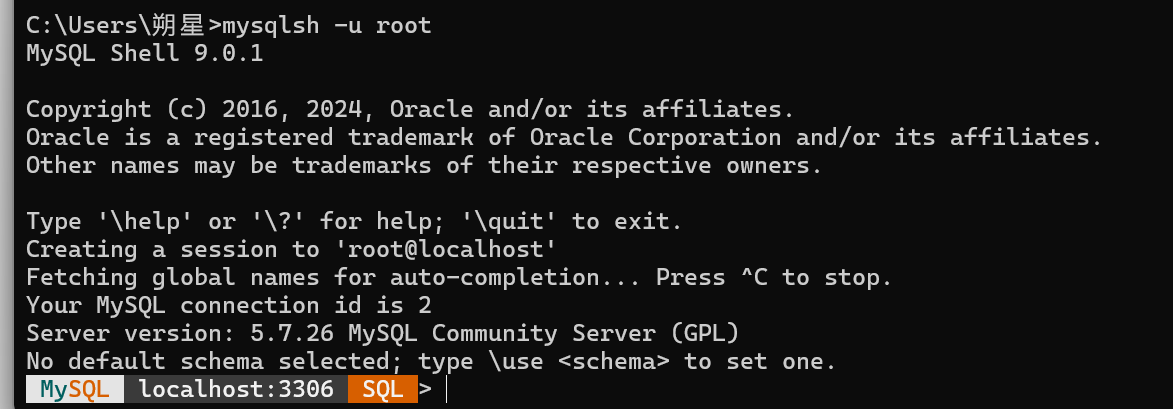 C:\Users\朔星>mysqlsh -u root
MySQL Shell 9.0.1
Copyright (c) 2016, 2024, Oracle and/or its affiliates.
Oracle is a registered trademark of Oracle Corporation and/or its affiliates.
Other names may be trademarks of their respective owners.
Type '\help' or '\?' for help; '\quit' to exit.
Creating a session to 'root@localhost'
Fetching global names for auto-completion... Press ^C to stop.
Your MySQL connection id is 2
Server version: 5.7.26 MySQL Community Server (GPL)
No default schema selected; type \use <schema> to set one.
MySQL localhost:3306 SQL >